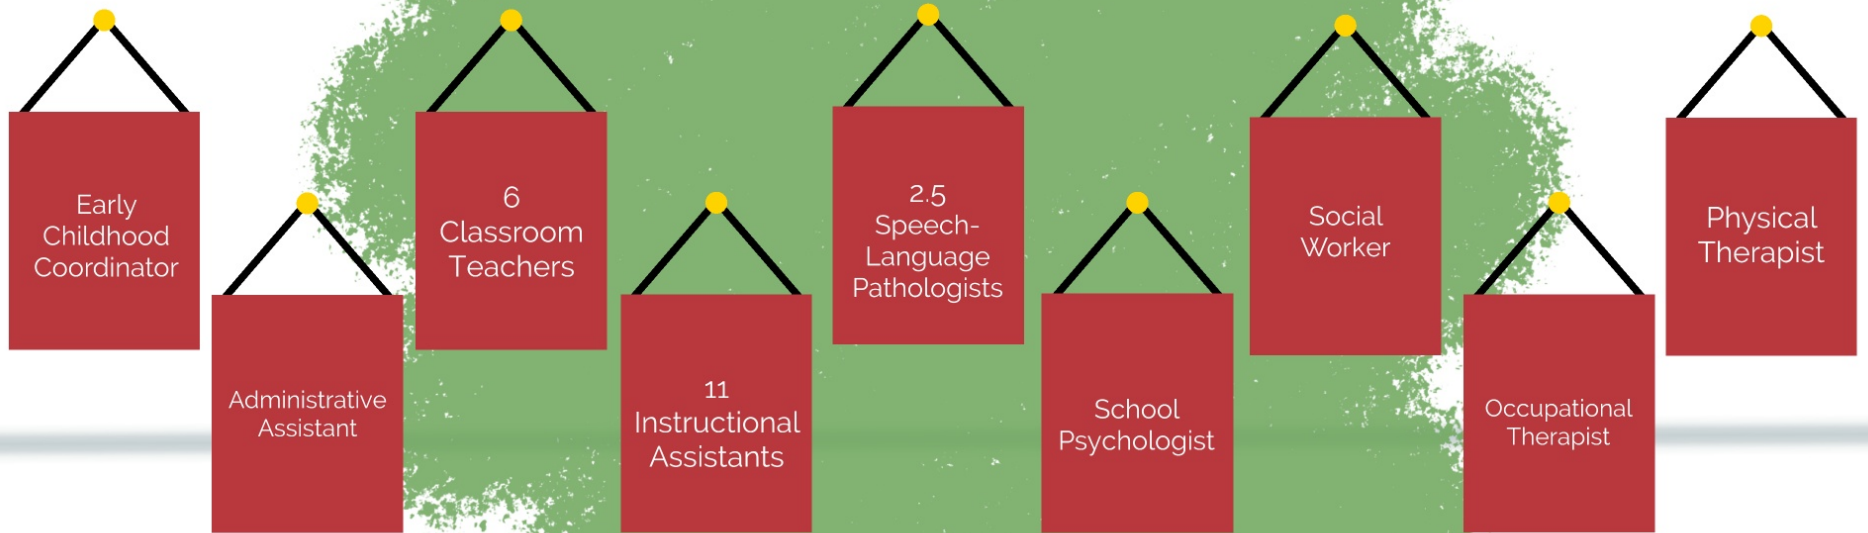 Early
Childhood
Coordinator
Administrative
Assistant
6
Classroom
Teachers
11
Instructional
Assistants
2.5
Speech-
Language
Pathologists
School
Psychologist
Social
Worker
Occupational
Therapist
Physical
Therapist